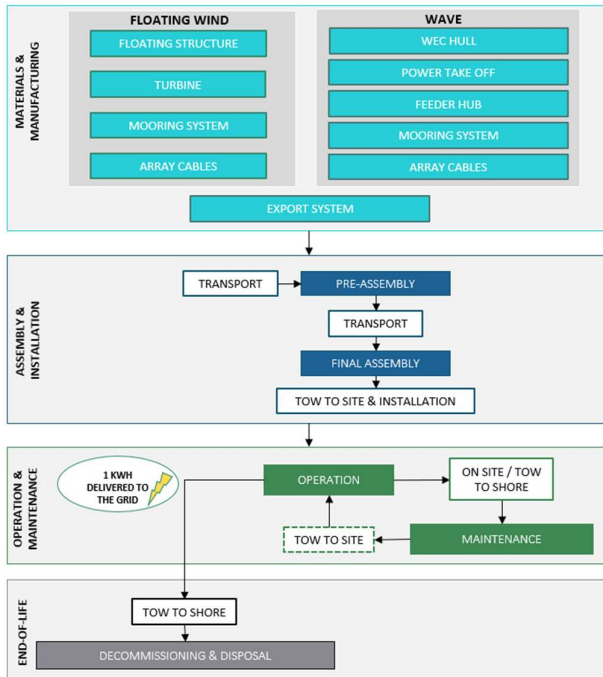 MATERIALS &
MANUFACTURING
FLOATING WIND
FLOATING STRUCTURE
TURBINE
MOORING SYSTEM
ARRAY CABLES
WAVE
WEC HULL
POWER TAKE OFF
FEEDER HUB
MOORING SYSTEM
ARRAY CABLES
EXPORT SYSTEM
ASSEMBLY &
INSTALLATION
TRANSPORT
PRE-ASSEMBLY
TRANSPORT
FINAL ASSEMBLY
TOW TO SITE & INSTALLATION
OPERATION &
MAINTENANCE
1 KWH
DELIVERED TO
THE GRID
OPERATION
ON SITE / TOW
TO SHORE
TOW TO SITE
MAINTENANCE
END-OF-LIFE
TOW TO SHORE
DECOMMISSIONING & DISPOSAL